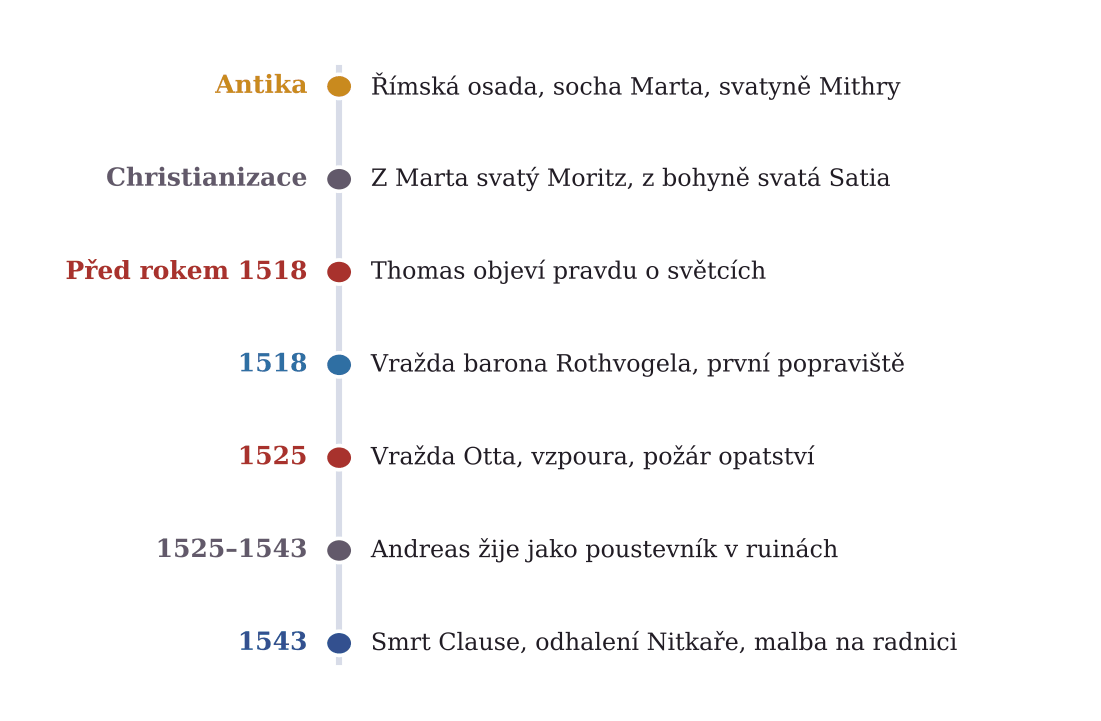 Antika Římská osada, socha Marta, svatyně Mithry
Christianizace Z Marta svatý Moritz, z bohyně svatá Satia
Před rokem 1518 Thomas objeví pravdu o světcích
1518 Vražda barona Rothvogela, první popraviště
1525 Vražda Otta, vzpoura, požár opatství
1525–1543 Andreas žije jako poustevník v ruinách
1543 Smrt Clause, odhalení Nitkaře, malba na radnici